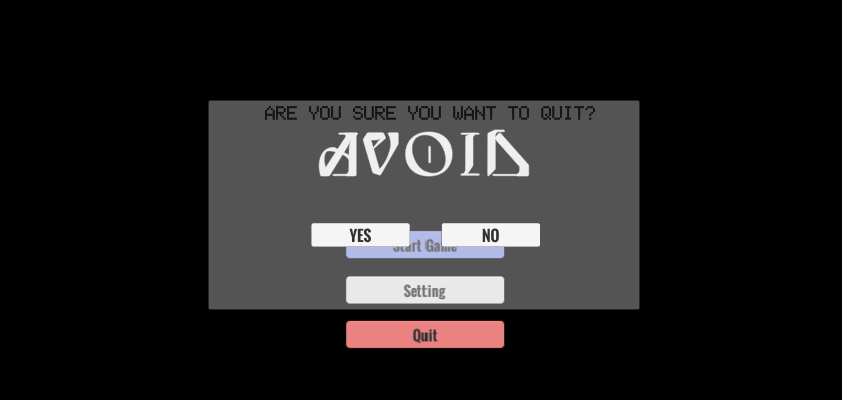 ARE YOU SURE YOU WANT TO QUIT?
AVOID
YES NO
Start Game
Setting
Quit